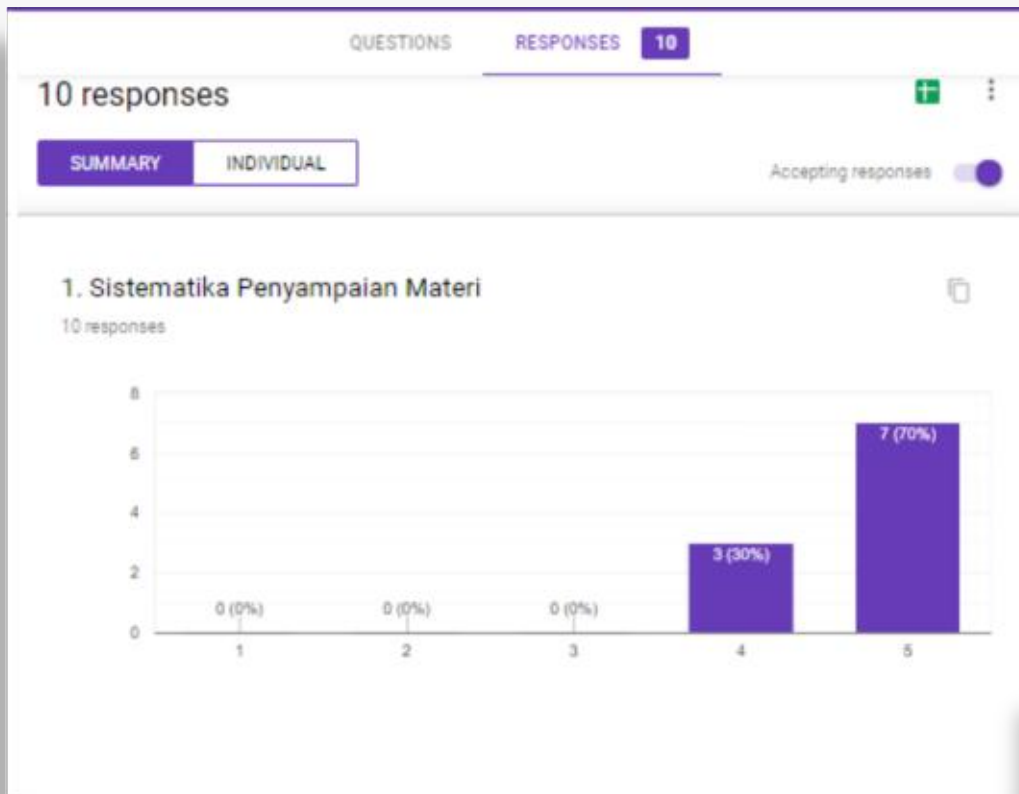 QUESTIONS RESPONSES 10
10 responses
SUMMARY INDIVIDUAL
Accepting responses
1. Sistematika Penyampaian Materi
10 responses
8
6
4
2
0
0 (0%) 0 (0%) 0 (0%) 3 (30%) 7 (70%)
1 2 3 4 5